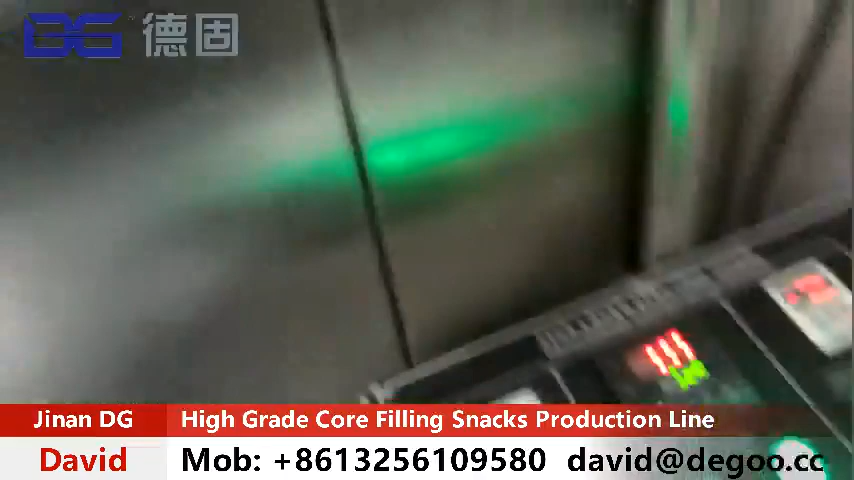 DG 德固
Jinan DG High Grade Core Filling Snacks Production Line
David Mob: +8613256109580 david@degoo.cc